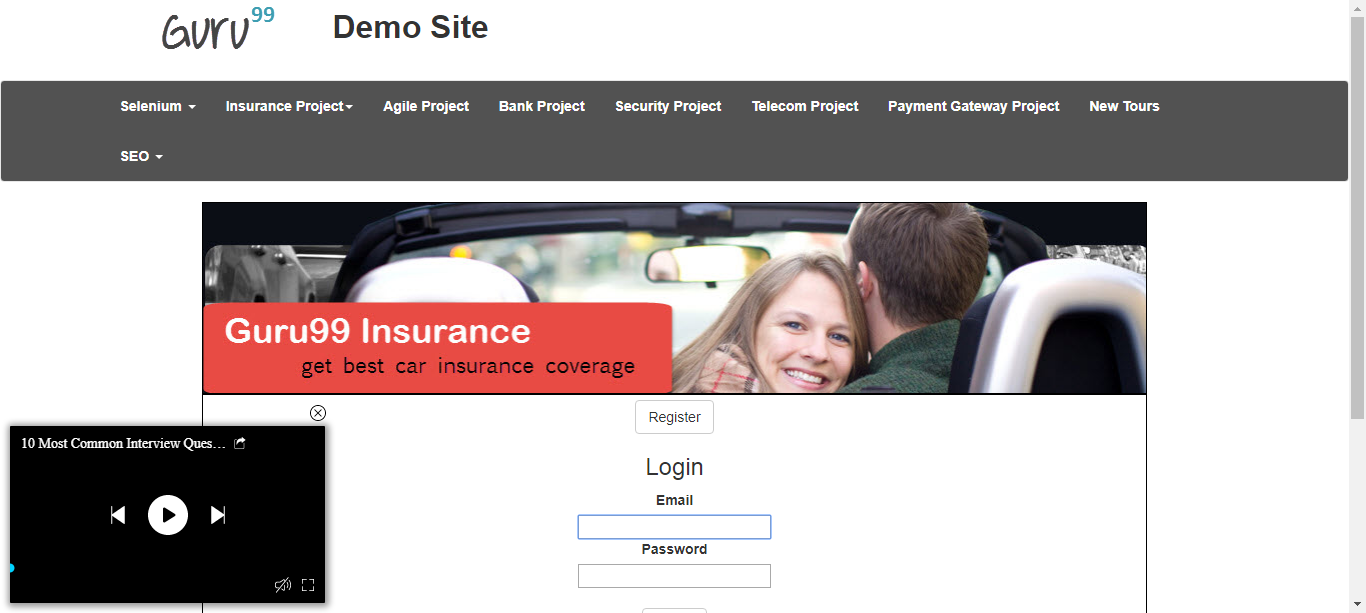 Guru99
Demo Site
Selenium Insurance Project Agile Project Bank Project Security Project Telecom Project Payment Gateway Project New Tours
SEO
Guru99 Insurance
get best car insurance coverage
Register
10 Most Common Interview Ques...
Login
Email
Password